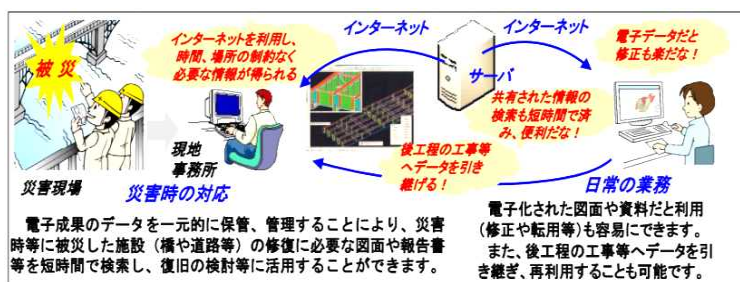 被災
インターネットを利用し、
時間、場所の制約なく
必要な情報が得られる
インターネット
インターネット
サーバ
電子データだと
修正も楽だな！
共有された情報の
検索も短時間で済
み、便利だな！
現地
事務所
後工程の工事等
へデータを引き
継げる！
災害現場
災害時の対応
日常の業務
電子成果のデータを一元的に保管、管理することにより、災害
時等に被災した施設（橋や道路等）の修復に必要な図面や報告書
等を短時間で検索し、復旧の検討等に活用することができます。
電子化された図面や資料だと利用
（修正や転用等）も容易にできます。
また、後工程の工事等へデータを引
き継ぎ、再利用することも可能です。